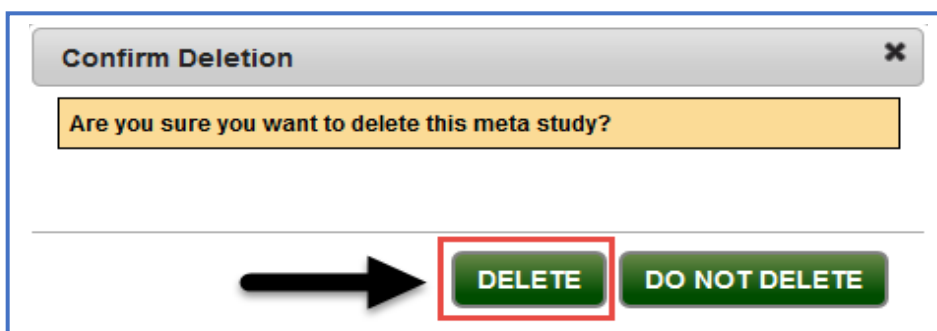 Confirm Deletion
Are you sure you want to delete this meta study?
DELETE DO NOT DELETE